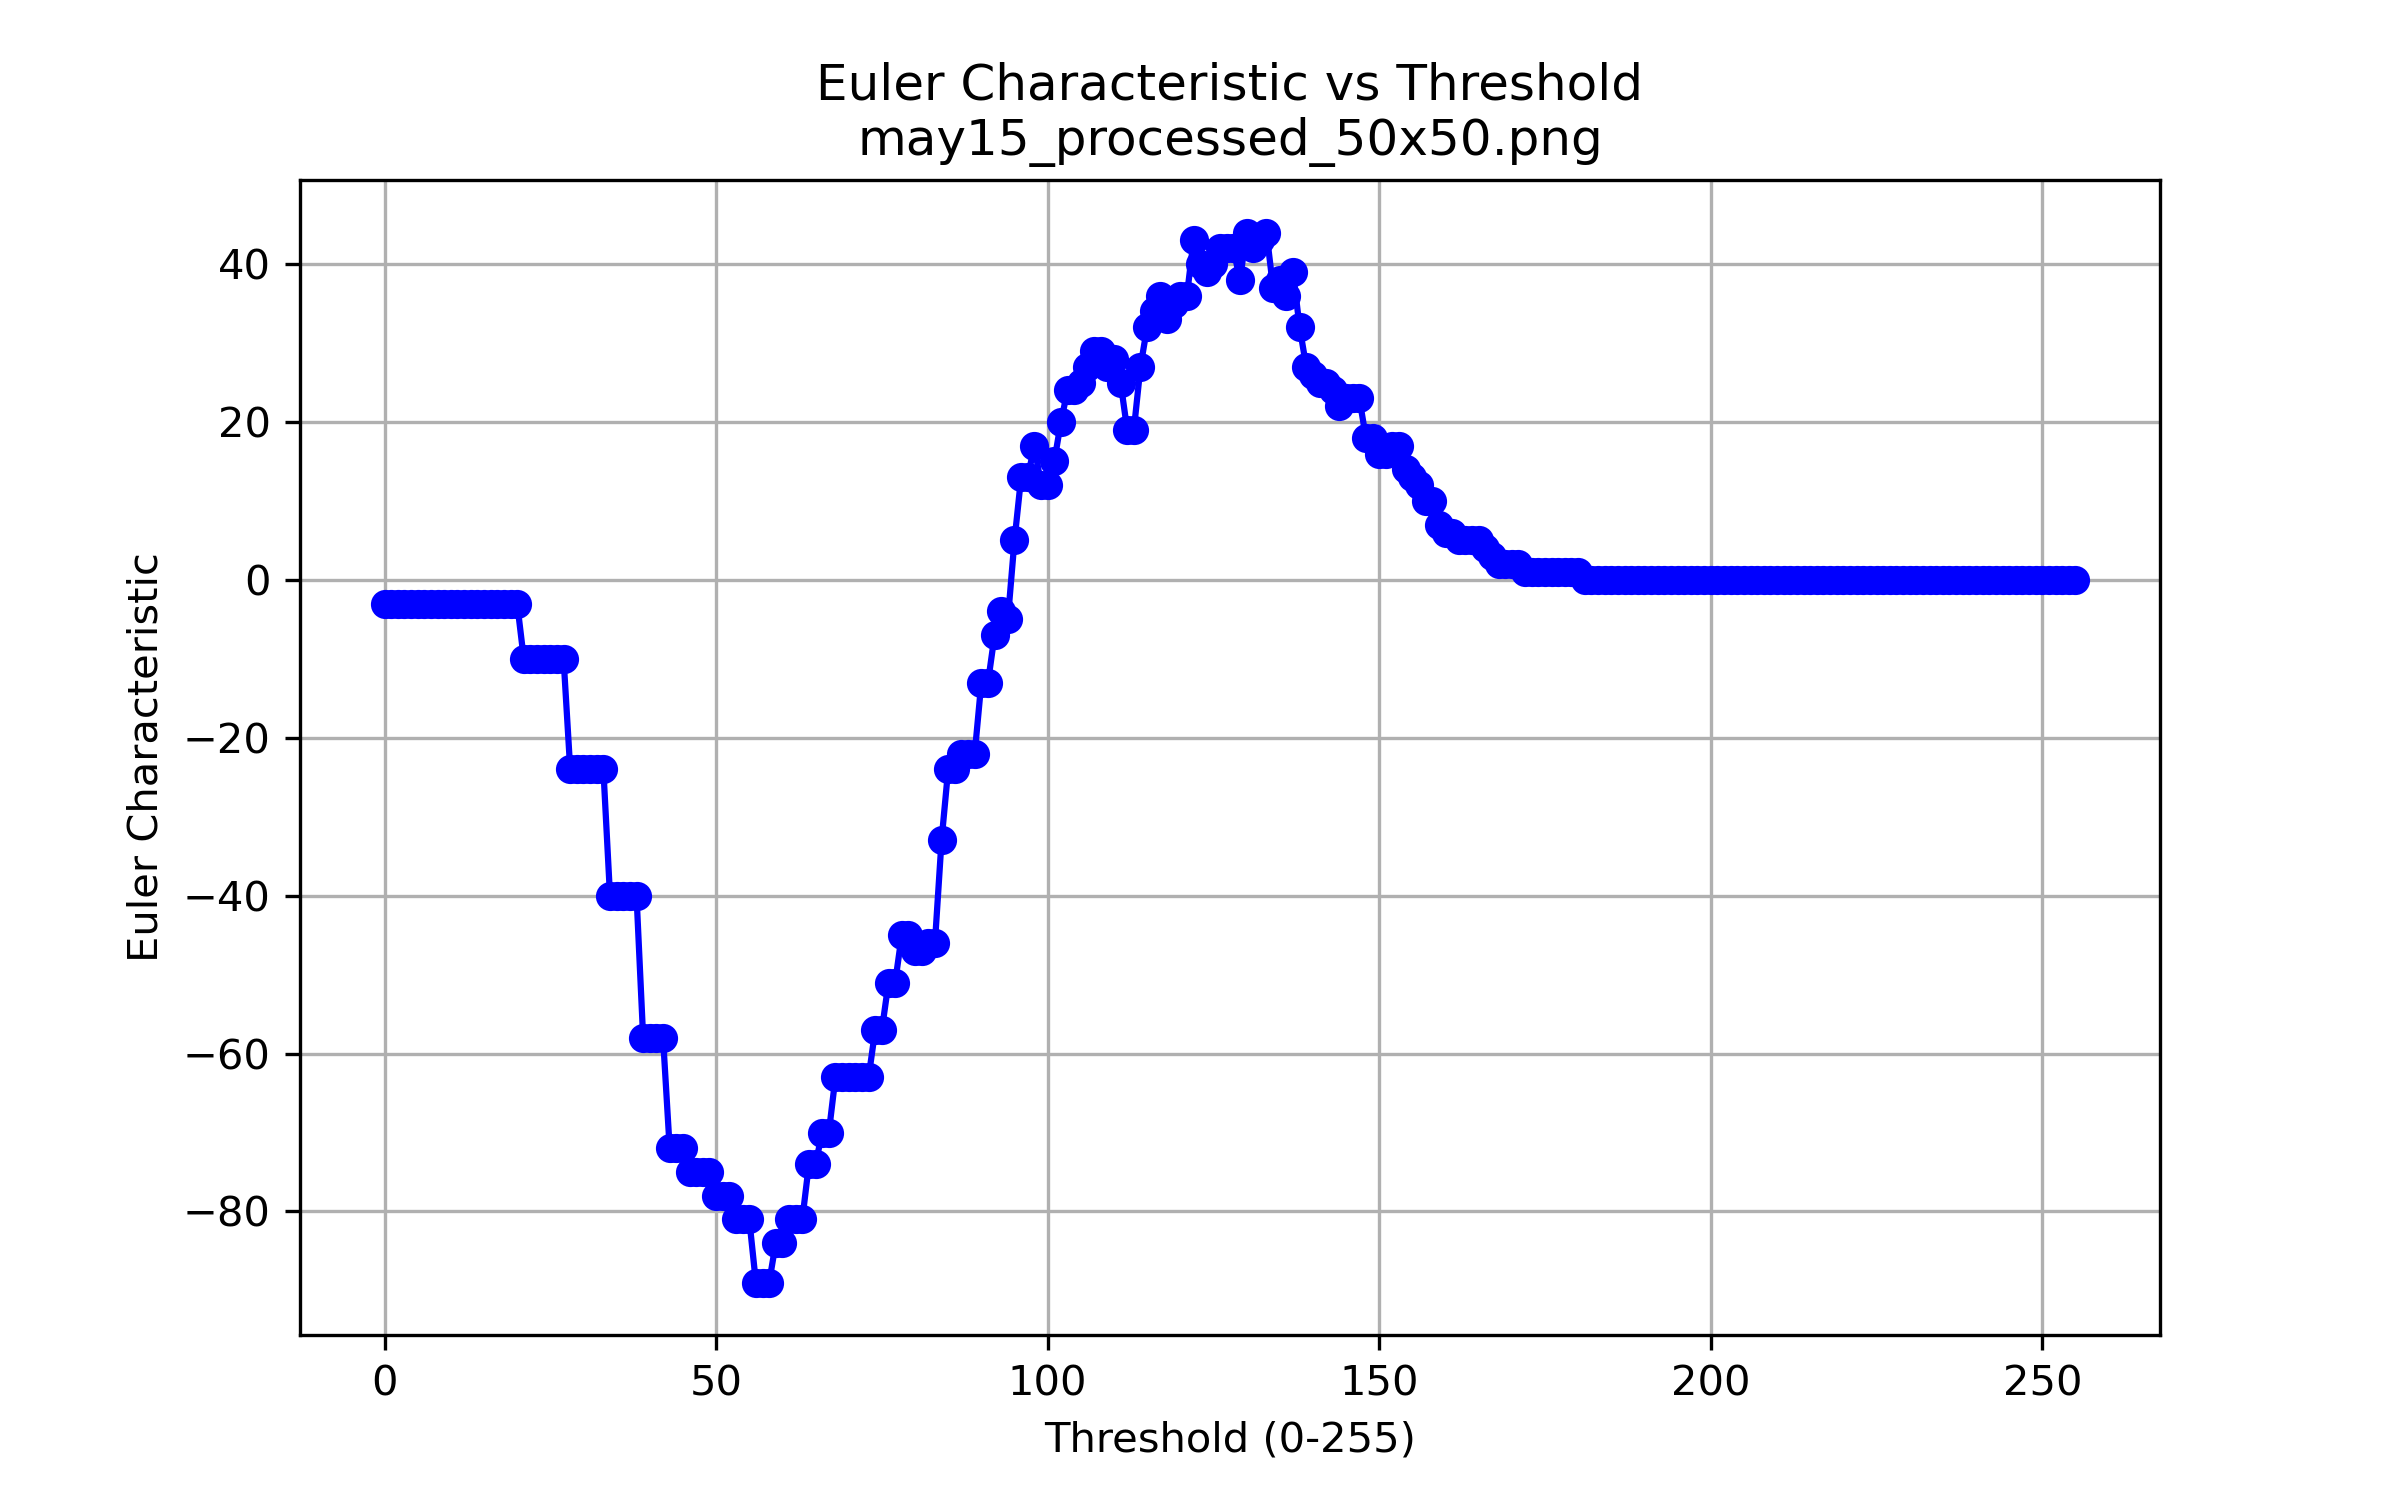 Euler Characteristic vs Threshold
may15_processed_50x50.png
Euler Characteristic
40
20
0
−20
−40
−60
−80
0 50 100 150 200 250
Threshold (0-255)